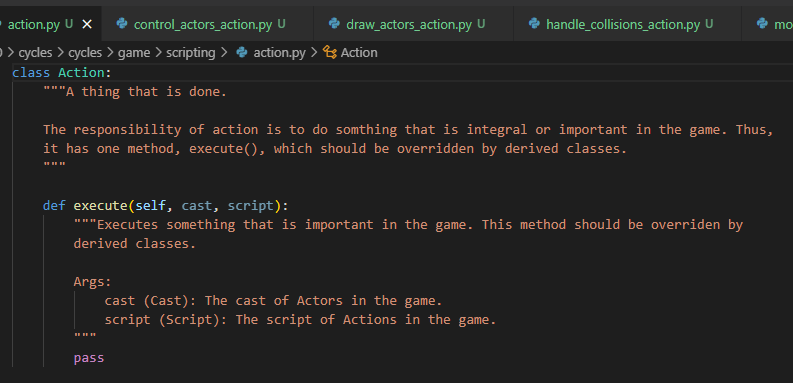 action.py U X control_actors_action.py U draw_actors_action.py U handle_collisions_action.py U mo
> cycles > cycles > game > scripting > action.py > Action
class Action:
"""A thing that is done.
The responsibility of action is to do somthing that is integral or important in the game. Thus,
it has one method, execute(), which should be overridden by derived classes.
"""
def execute(self, cast, script):
"""Executes something that is important in the game. This method should be overriden by
derived classes.
Args:
cast (Cast): The cast of Actors in the game.
script (Script): The script of Actions in the game.
"""
pass